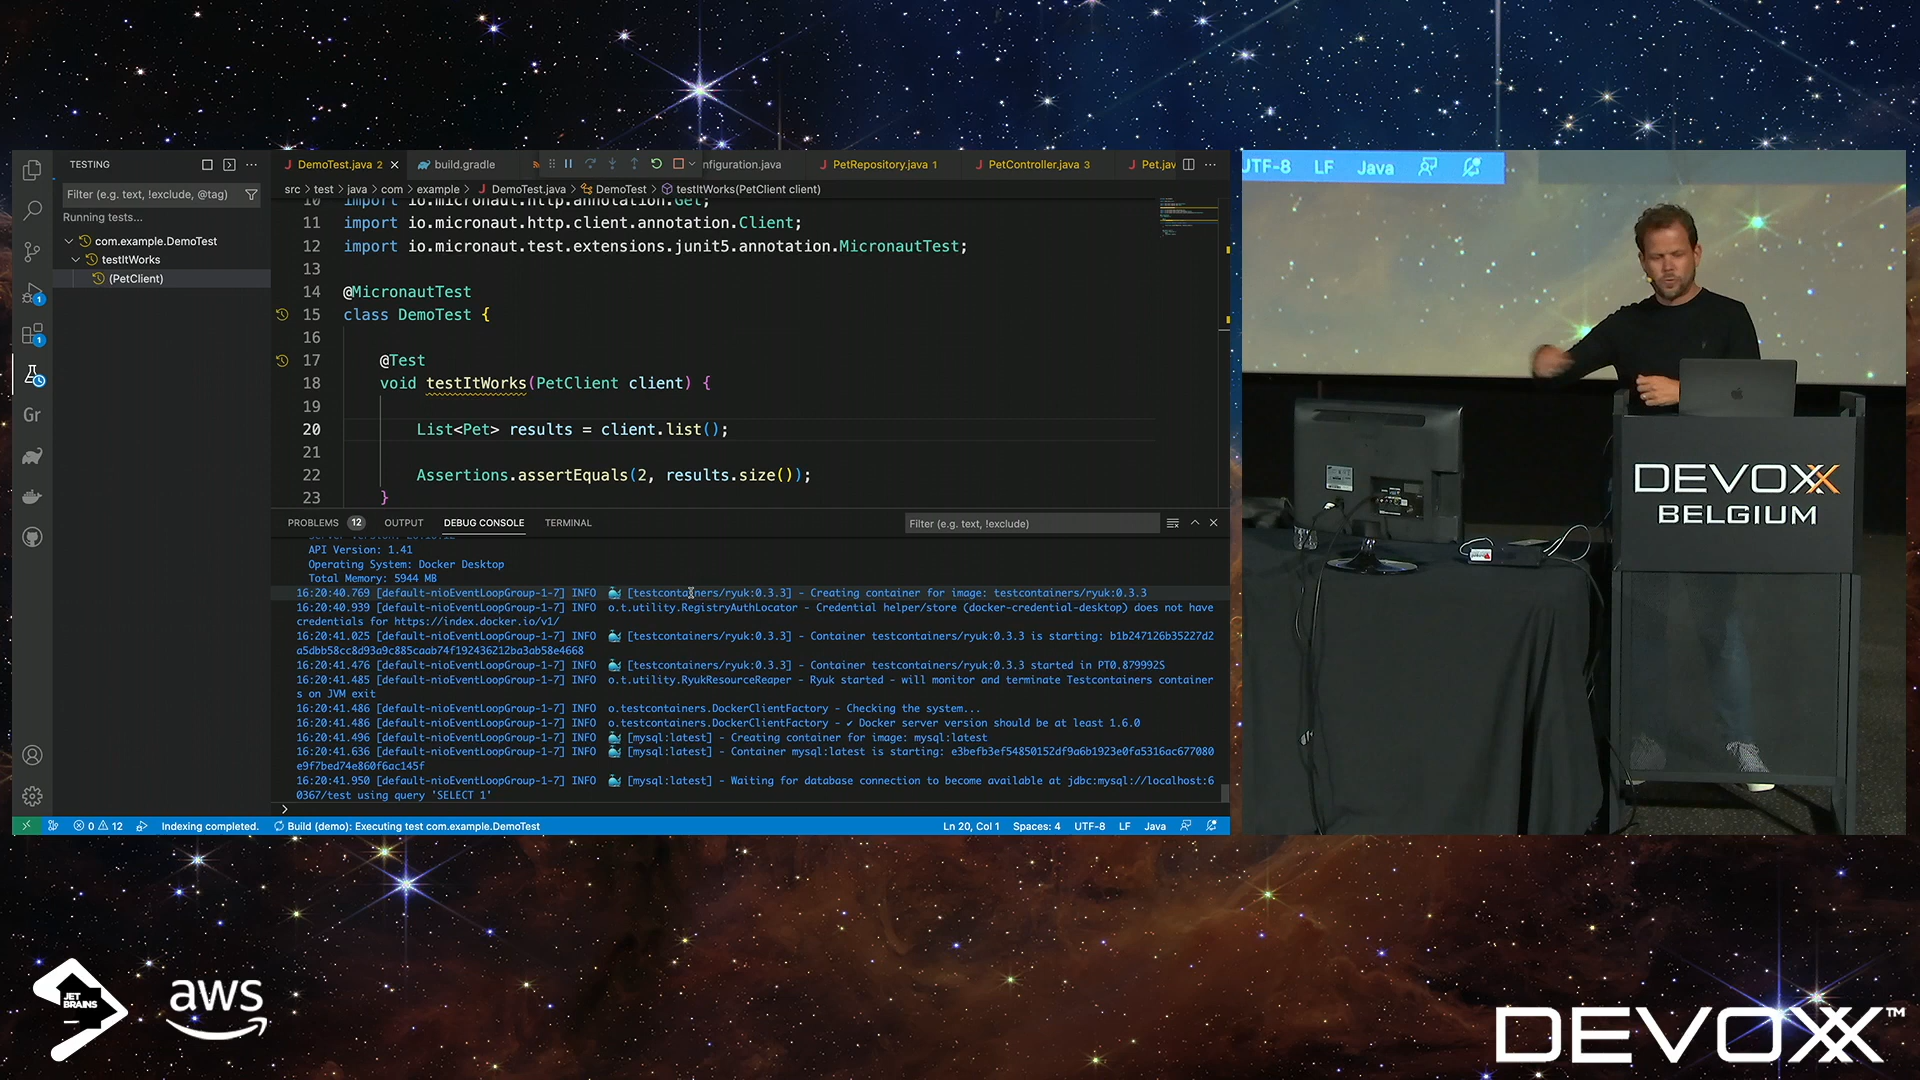 TESTING
Filter (e.g. text, !exclude, @tag)
Running tests...
com.example.DemoTest
testItWorks
(PetClient)
1
1
Gr
DemoTest.java 2
build.gradle
nfiguration.java
PetRepository.java 1
PetController.java 3
Pet.jav
src > test > java > com > example > DemoTest.java > DemoTest > testItWorks(PetClient client)
10 import io.micronaut.http.annotation.Get;
11 import io.micronaut.http.client.annotation.Client;
12 import io.micronaut.test.extensions.junit5.annotation.MicronautTest;
13
14 @MicronautTest
15 class DemoTest {
16
17 @Test
18 void testItWorks(PetClient client) {
19
20 List<Pet> results = client.list();
21
22 Assertions.assertEquals(2, results.size());
23 }
PROBLEMS 12 OUTPUT DEBUG CONSOLE TERMINAL
Filter (e.g. text, !exclude)
API Version: 1.41
Operating System: Docker Desktop
Total Memory: 5944 MB
16:20:40.769 [default-nioEventLoopGroup-1-7] INFO 🐳 [testcontainers/ryuk:0.3.3] - Creating container for image: testcontainers/ryuk:0.3.3
16:20:40.939 [default-nioEventLoopGroup-1-7] INFO o.t.utility.RegistryAuthLocator - Credential helper/store (docker-credential-desktop) does not have
credentials for https://index.docker.io/v1/
16:20:41.025 [default-nioEventLoopGroup-1-7] INFO 🐳 [testcontainers/ryuk:0.3.3] - Container testcontainers/ryuk:0.3.3 is starting: b1b247126b35227d2
a5dbb58cc8d93a9c885caab74f192436212ba3ab58e4668
16:20:41.476 [default-nioEventLoopGroup-1-7] INFO 🐳 [testcontainers/ryuk:0.3.3] - Container testcontainers/ryuk:0.3.3 started in PT0.879992S
16:20:41.485 [default-nioEventLoopGroup-1-7] INFO o.t.utility.RyukResourceReaper - Ryuk started - will monitor and terminate Testcontainers container
s on JVM exit
16:20:41.486 [default-nioEventLoopGroup-1-7] INFO o.testcontainers.DockerClientFactory - Checking the system...
16:20:41.486 [default-nioEventLoopGroup-1-7] INFO o.testcontainers.DockerClientFactory - ✓ Docker server version should be at least 1.6.0
16:20:41.496 [default-nioEventLoopGroup-1-7] INFO 🐳 [mysql:latest] - Creating container for image: mysql:latest
16:20:41.636 [default-nioEventLoopGroup-1-7] INFO 🐳 [mysql:latest] - Container mysql:latest is starting: e3befb3ef54850152df9a6b1923e0fa5316ac677080
e9f7bed74e860f6ac145f
16:20:41.950 [default-nioEventLoopGroup-1-7] INFO 🐳 [mysql:latest] - Waiting for database connection to become available at jdbc:mysql://localhost:6
0367/test using query 'SELECT 1'
0 12 Indexing completed. Build (demo): Executing test com.example.DemoTest
Ln 20, Col 1 Spaces: 4 UTF-8 LF Java
UTF-8 LF Java
DEVOXX
BELGIUM
JET
BRAINS
aws
DEVOXX™